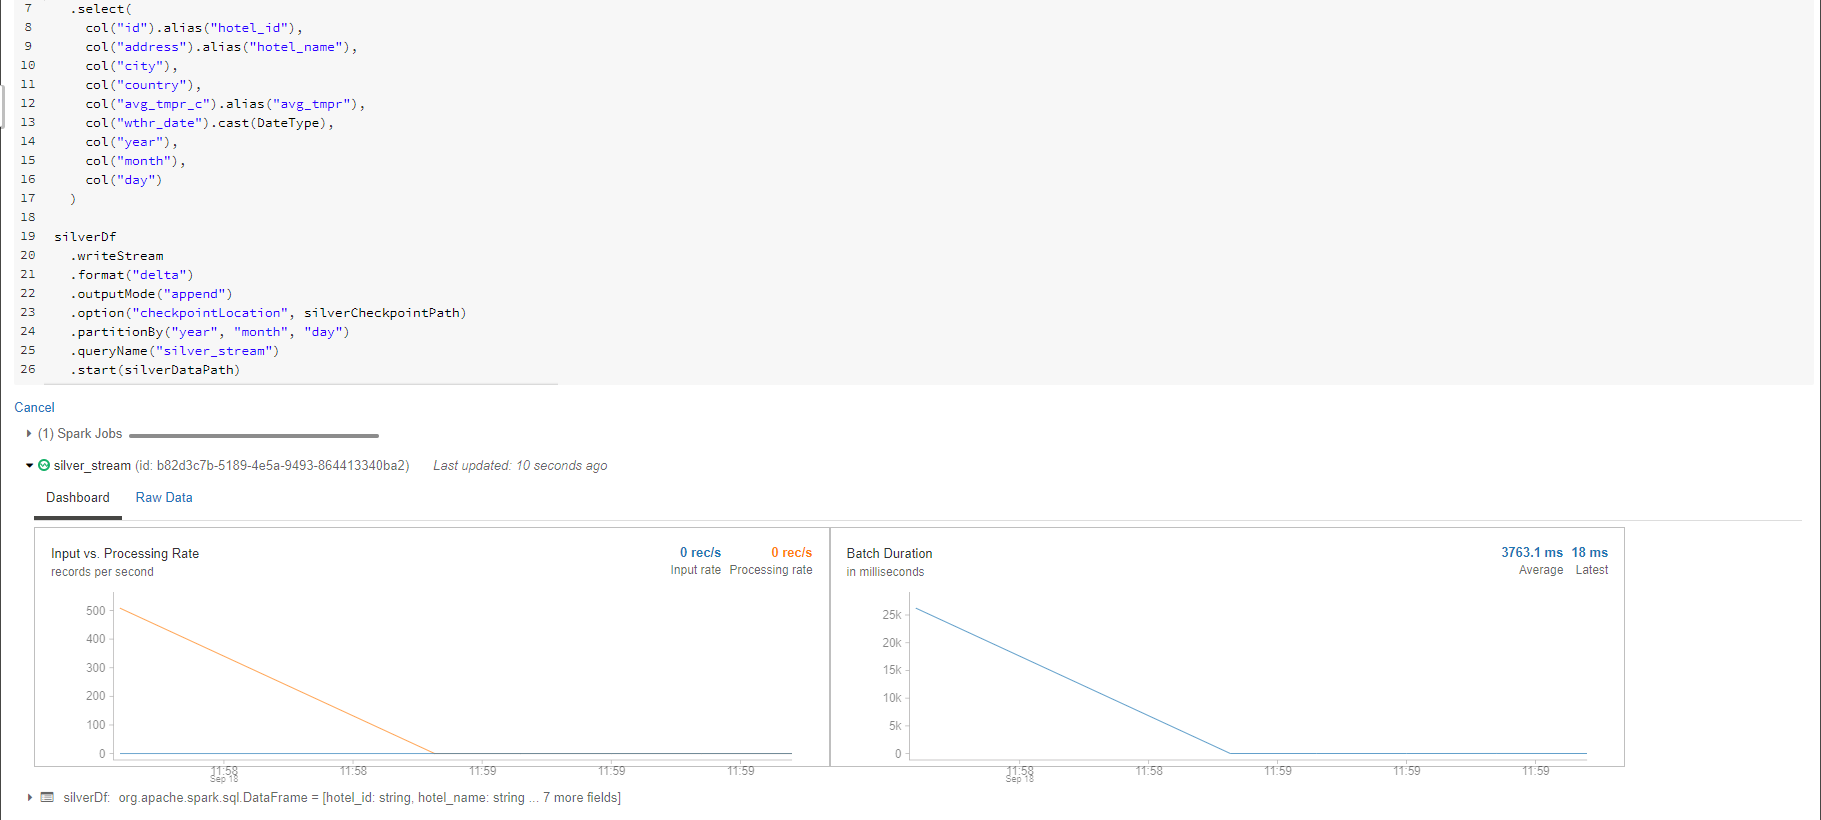 7 .select(
8 col("id").alias("hotel_id"),
9 col("address").alias("hotel_name"),
10 col("city"),
11 col("country"),
12 col("avg_tmpr_c").alias("avg_tmpr"),
13 col("wthr_date").cast(DateType),
14 col("year"),
15 col("month"),
16 col("day")
17 )
18
19 silverDf
20 .writeStream
21 .format("delta")
22 .outputMode("append")
23 .option("checkpointLocation", silverCheckpointPath)
24 .partitionBy("year", "month", "day")
25 .queryName("silver_stream")
26 .start(silverDataPath)
Cancel
(1) Spark Jobs
silver_stream (id: b82d3c7b-5189-4e5a-9493-864413340ba2) Last updated: 10 seconds ago
Dashboard Raw Data
Input vs. Processing Rate 0 rec/s 0 rec/s
records per second Input rate Processing rate
500
400
300
200
100
0
11:58 11:58 11:59 11:59 11:59
Sep 18
Batch Duration 3763.1 ms 18 ms
in milliseconds Average Latest
25k
20k
15k
10k
5k
0
11:58 11:58 11:59 11:59 11:59
Sep 18
silverDf: org.apache.spark.sql.DataFrame = [hotel_id: string, hotel_name: string ... 7 more fields]